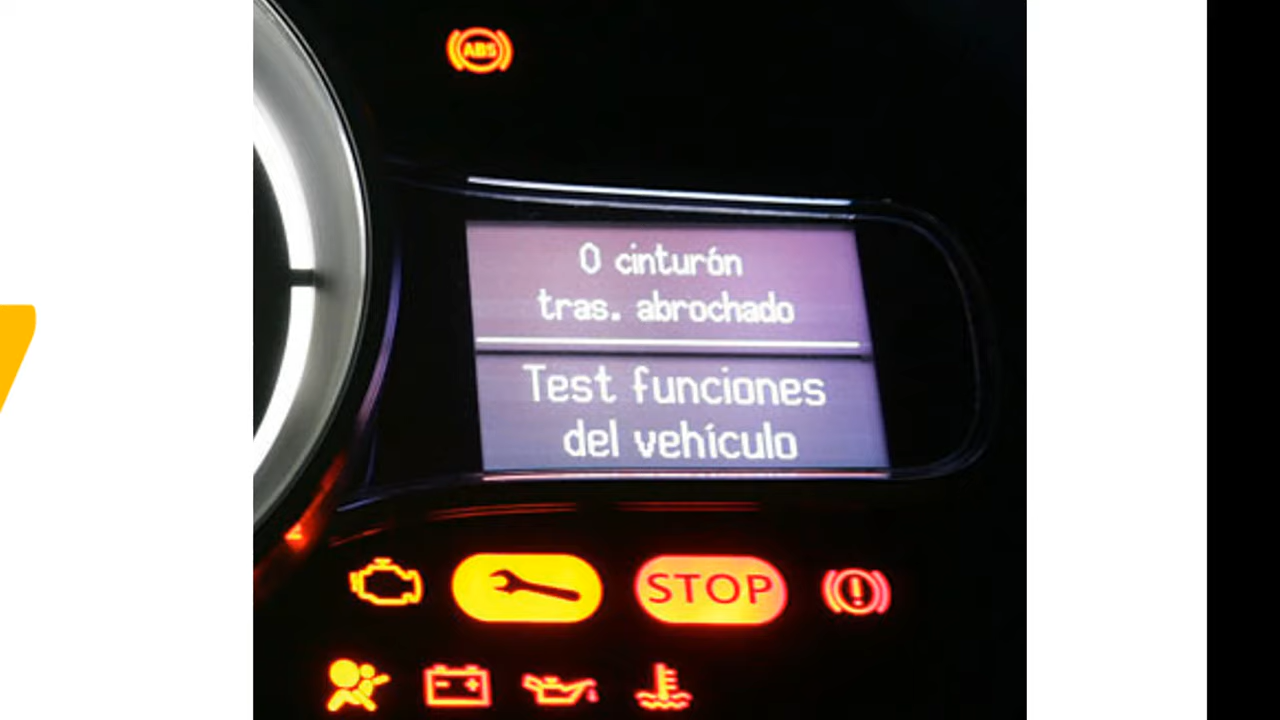 ABS
0 cinturón
tras. abrochado
Test funciones
del vehículo
STOP